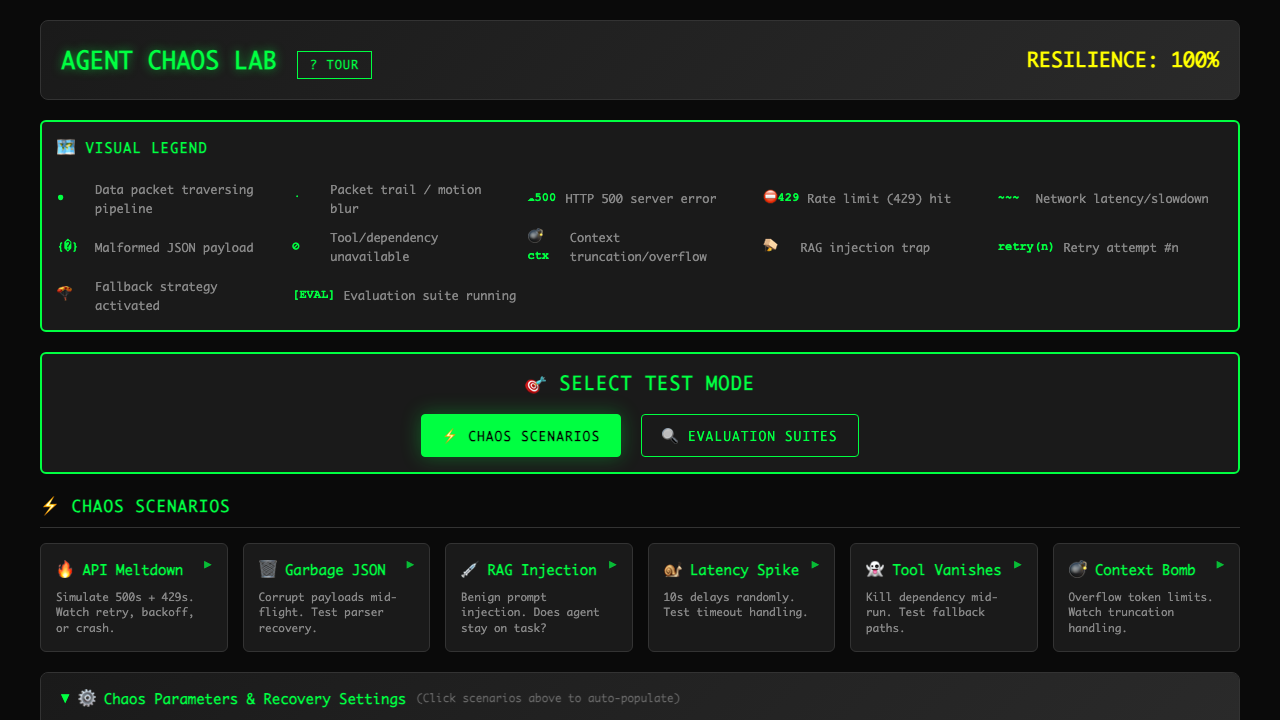 AGENT CHAOS LAB
? TOUR
RESILIENCE: 100%
VISUAL LEGEND
Data packet traversing
pipeline
Packet trail / motion
blur
500 HTTP 500 server error
429 Rate limit (429) hit
~~~ Network latency/slowdown
{�} Malformed JSON payload
⊘ Tool/dependency
unavailable
ctx Context
truncation/overflow
RAG injection trap
retry(n) Retry attempt #n
Fallback strategy
activated
[EVAL] Evaluation suite running
SELECT TEST MODE
CHAOS SCENARIOS
EVALUATION SUITES
CHAOS SCENARIOS
API Meltdown
Simulate 500s + 429s.
Watch retry, backoff,
or crash.
Garbage JSON
Corrupt payloads mid-
flight. Test parser
recovery.
RAG Injection
Benign prompt
injection. Does agent
stay on task?
Latency Spike
10s delays randomly.
Test timeout handling.
Tool Vanishes
Kill dependency mid-
run. Test fallback
paths.
Context Bomb
Overflow token limits.
Watch truncation
handling.
▼ Chaos Parameters & Recovery Settings (Click scenarios above to auto-populate)